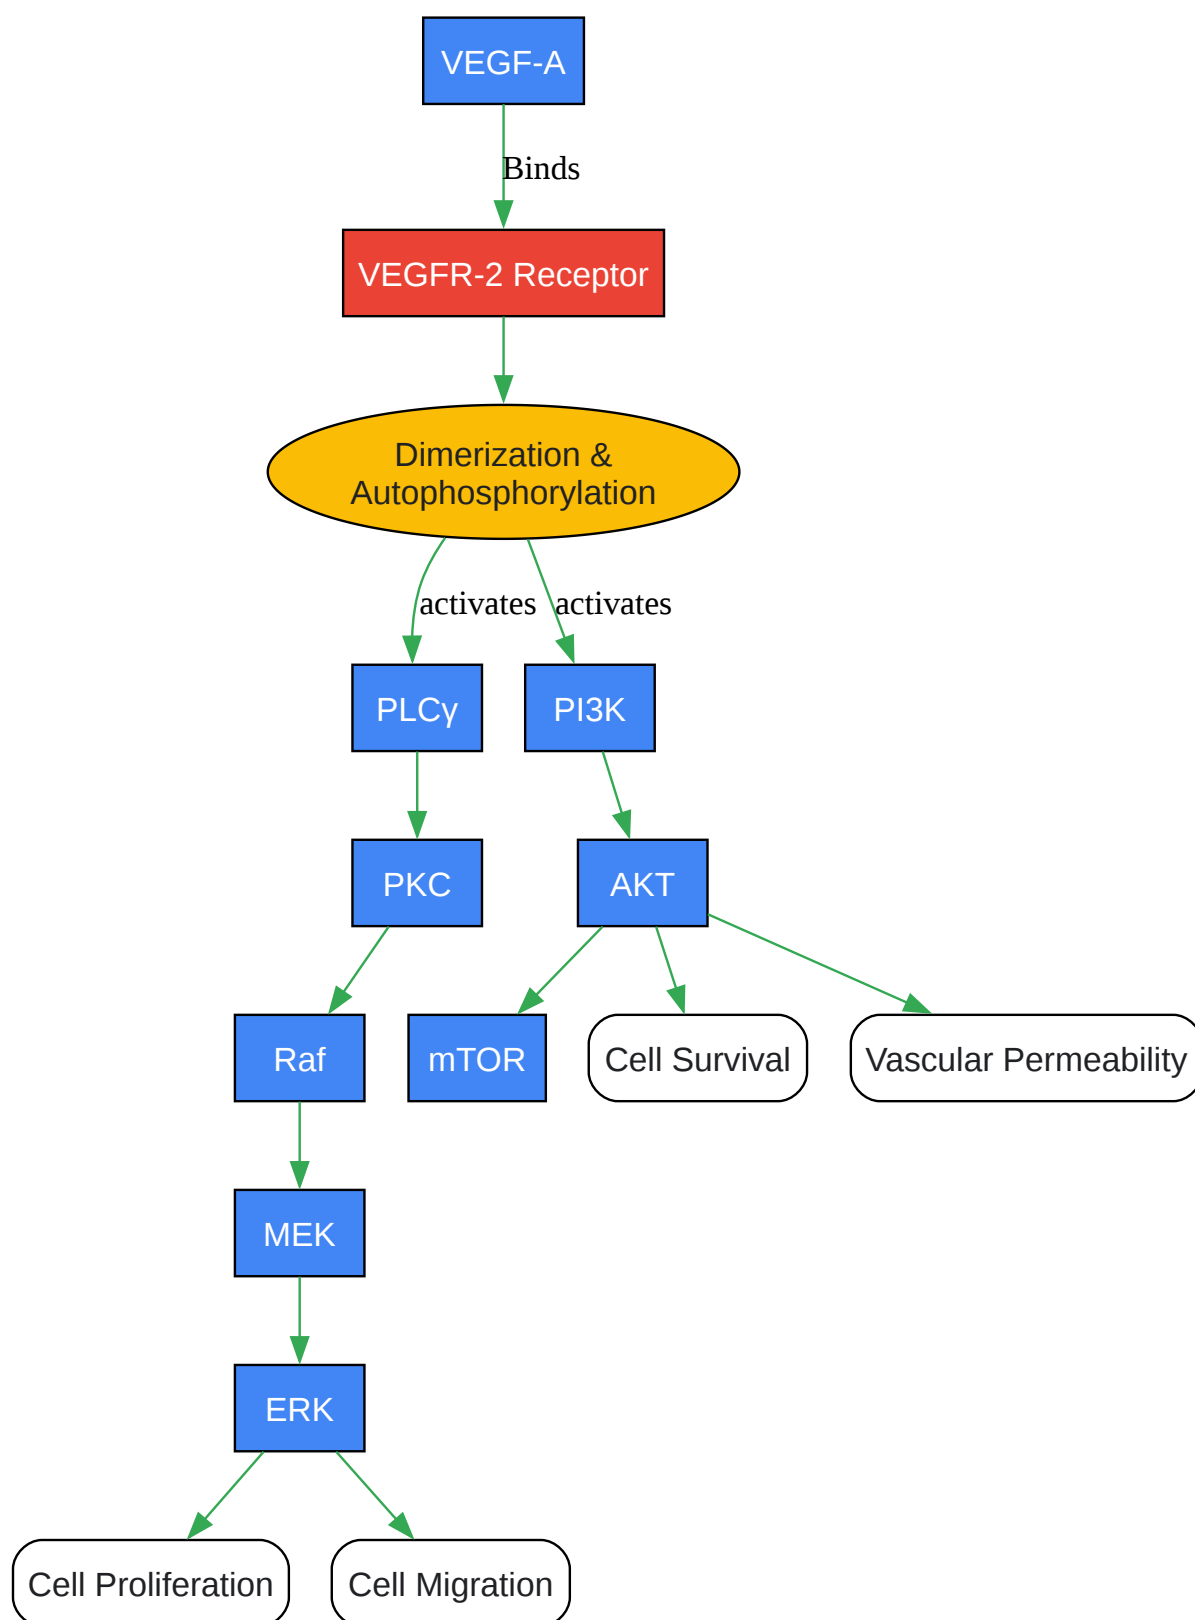 VEGF-A
Binds
VEGFR-2 Receptor
Dimerization &
Autophosphorylation
activates
activates
PLCγ
PI3K
PKC
AKT
Raf
mTOR
Cell Survival
Vascular Permeability
MEK
ERK
Cell Proliferation
Cell Migration